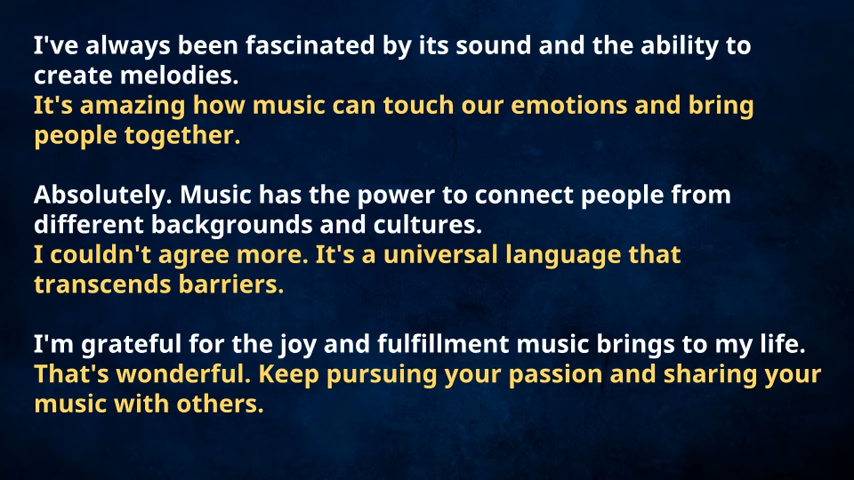 I've always been fascinated by its sound and the ability to
create melodies.
It's amazing how music can touch our emotions and bring
people together.
Absolutely. Music has the power to connect people from
different backgrounds and cultures.
I couldn't agree more. It's a universal language that
transcends barriers.
I'm grateful for the joy and fulfillment music brings to my life.
That's wonderful. Keep pursuing your passion and sharing your
music with others.